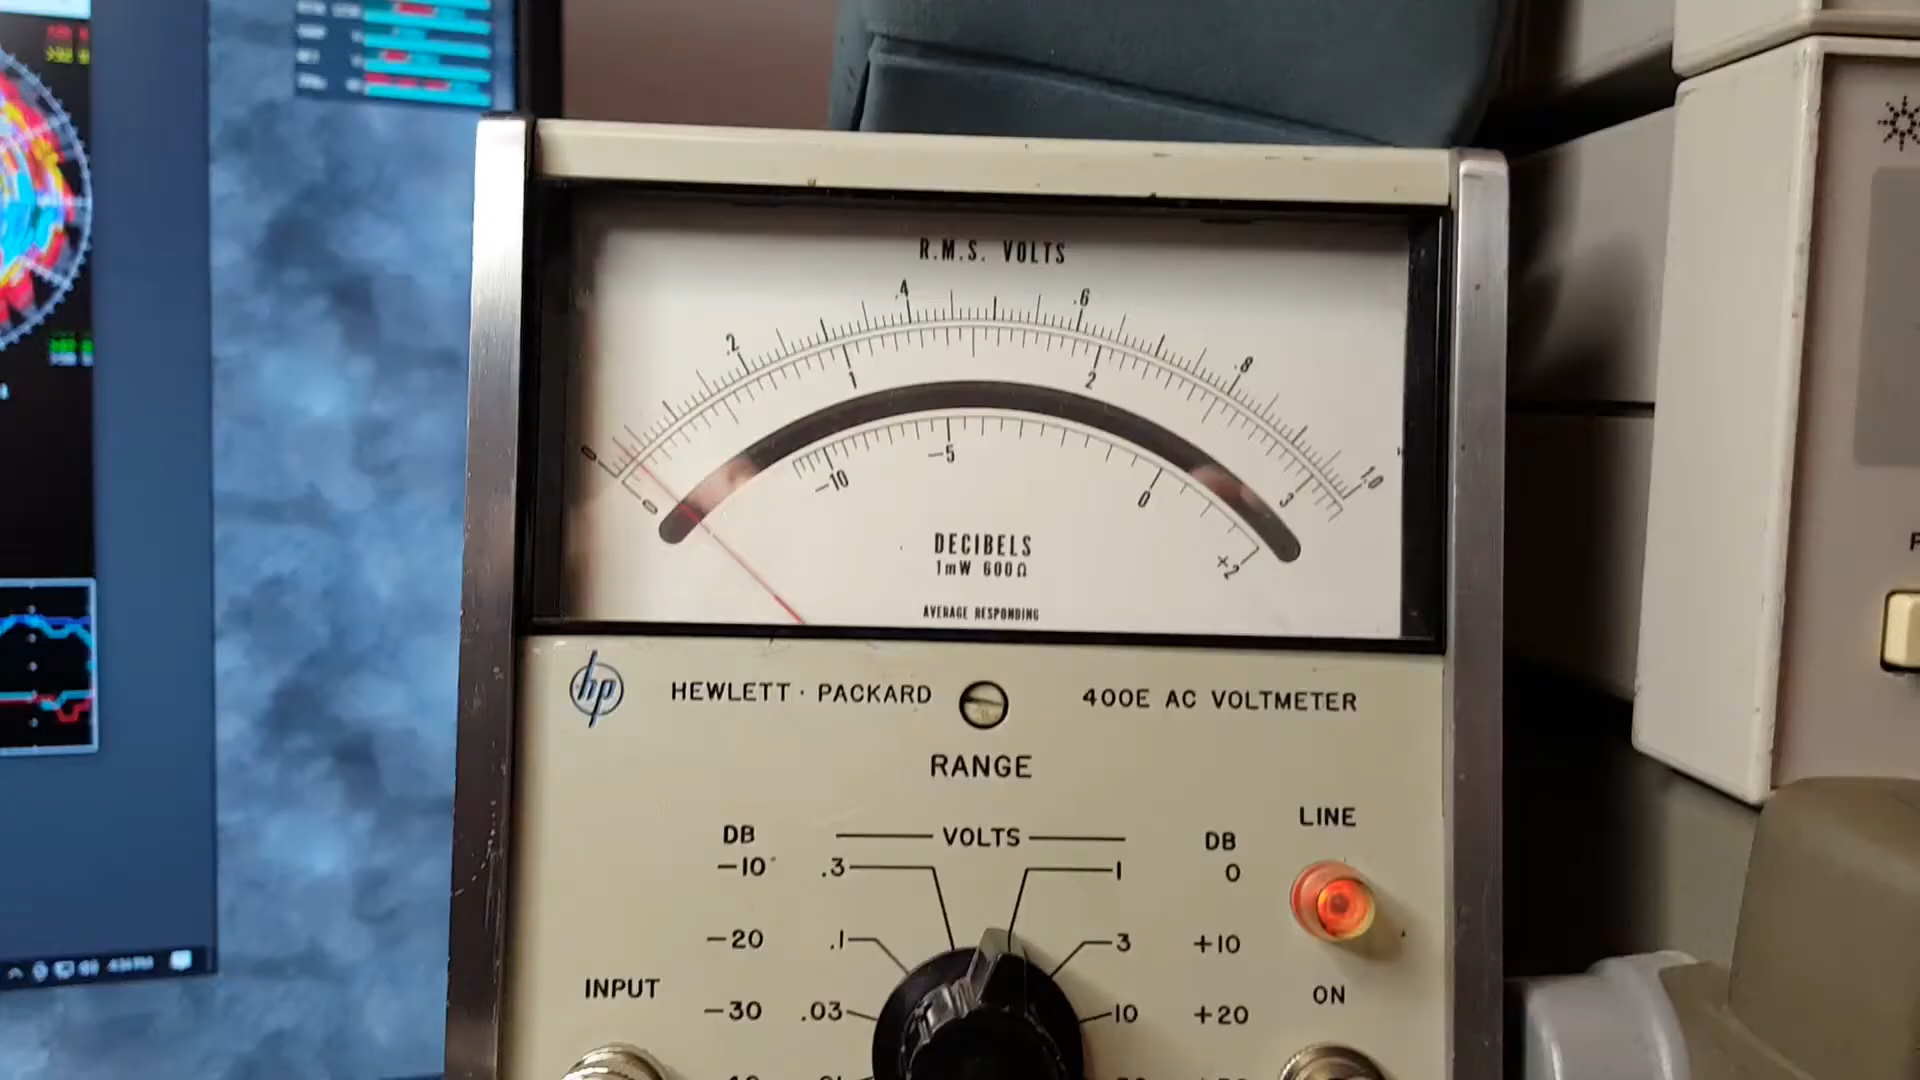 R.M.S. VOLTS
0 .2 .4 .6 .8 1.0
0 1 2 3
-10 -5 0 +2
DECIBELS
1mW 600Ω
AVERAGE RESPONDING
hp HEWLETT · PACKARD 400E AC VOLTMETER
RANGE
LINE
DB VOLTS DB
-10 .3 1 0
-20 .1 3 +10
INPUT ON
-30 .03 10 +20